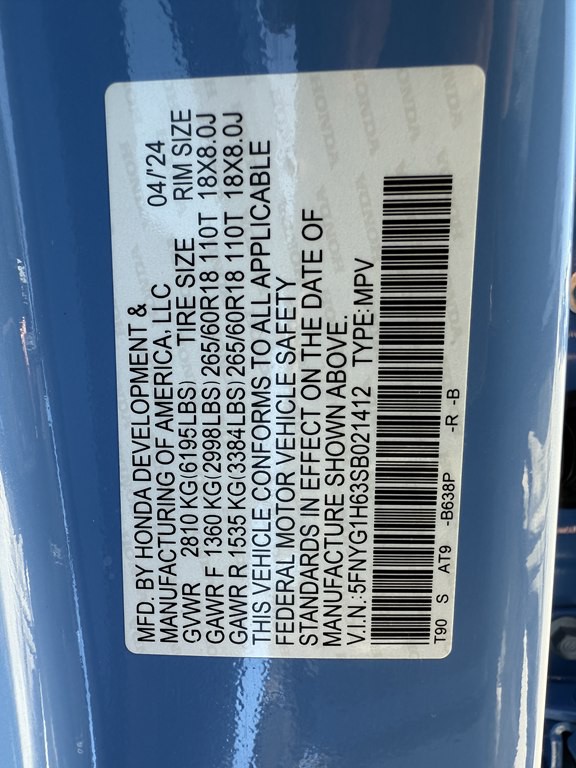 MFD. BY HONDA DEVELOPMENT &
MANUFACTURING OF AMERICA, LLC 04/'24
GVWR 2810 KG(6195LBS) TIRE SIZE RIM SIZE
GAWR F 1360 KG(2998LBS) 265/60R18 110T 18X8.0J
GAWR R 1535 KG(3384LBS) 265/60R18 110T 18X8.0J
THIS VEHICLE CONFORMS TO ALL APPLICABLE
FEDERAL MOTOR VEHICLE SAFETY
STANDARDS IN EFFECT ON THE DATE OF
MANUFACTURE SHOWN ABOVE.
V.I.N.:5FNYG1H63SB021412 TYPE:MPV
T90 S AT9 -B638P -R -B
HONDA